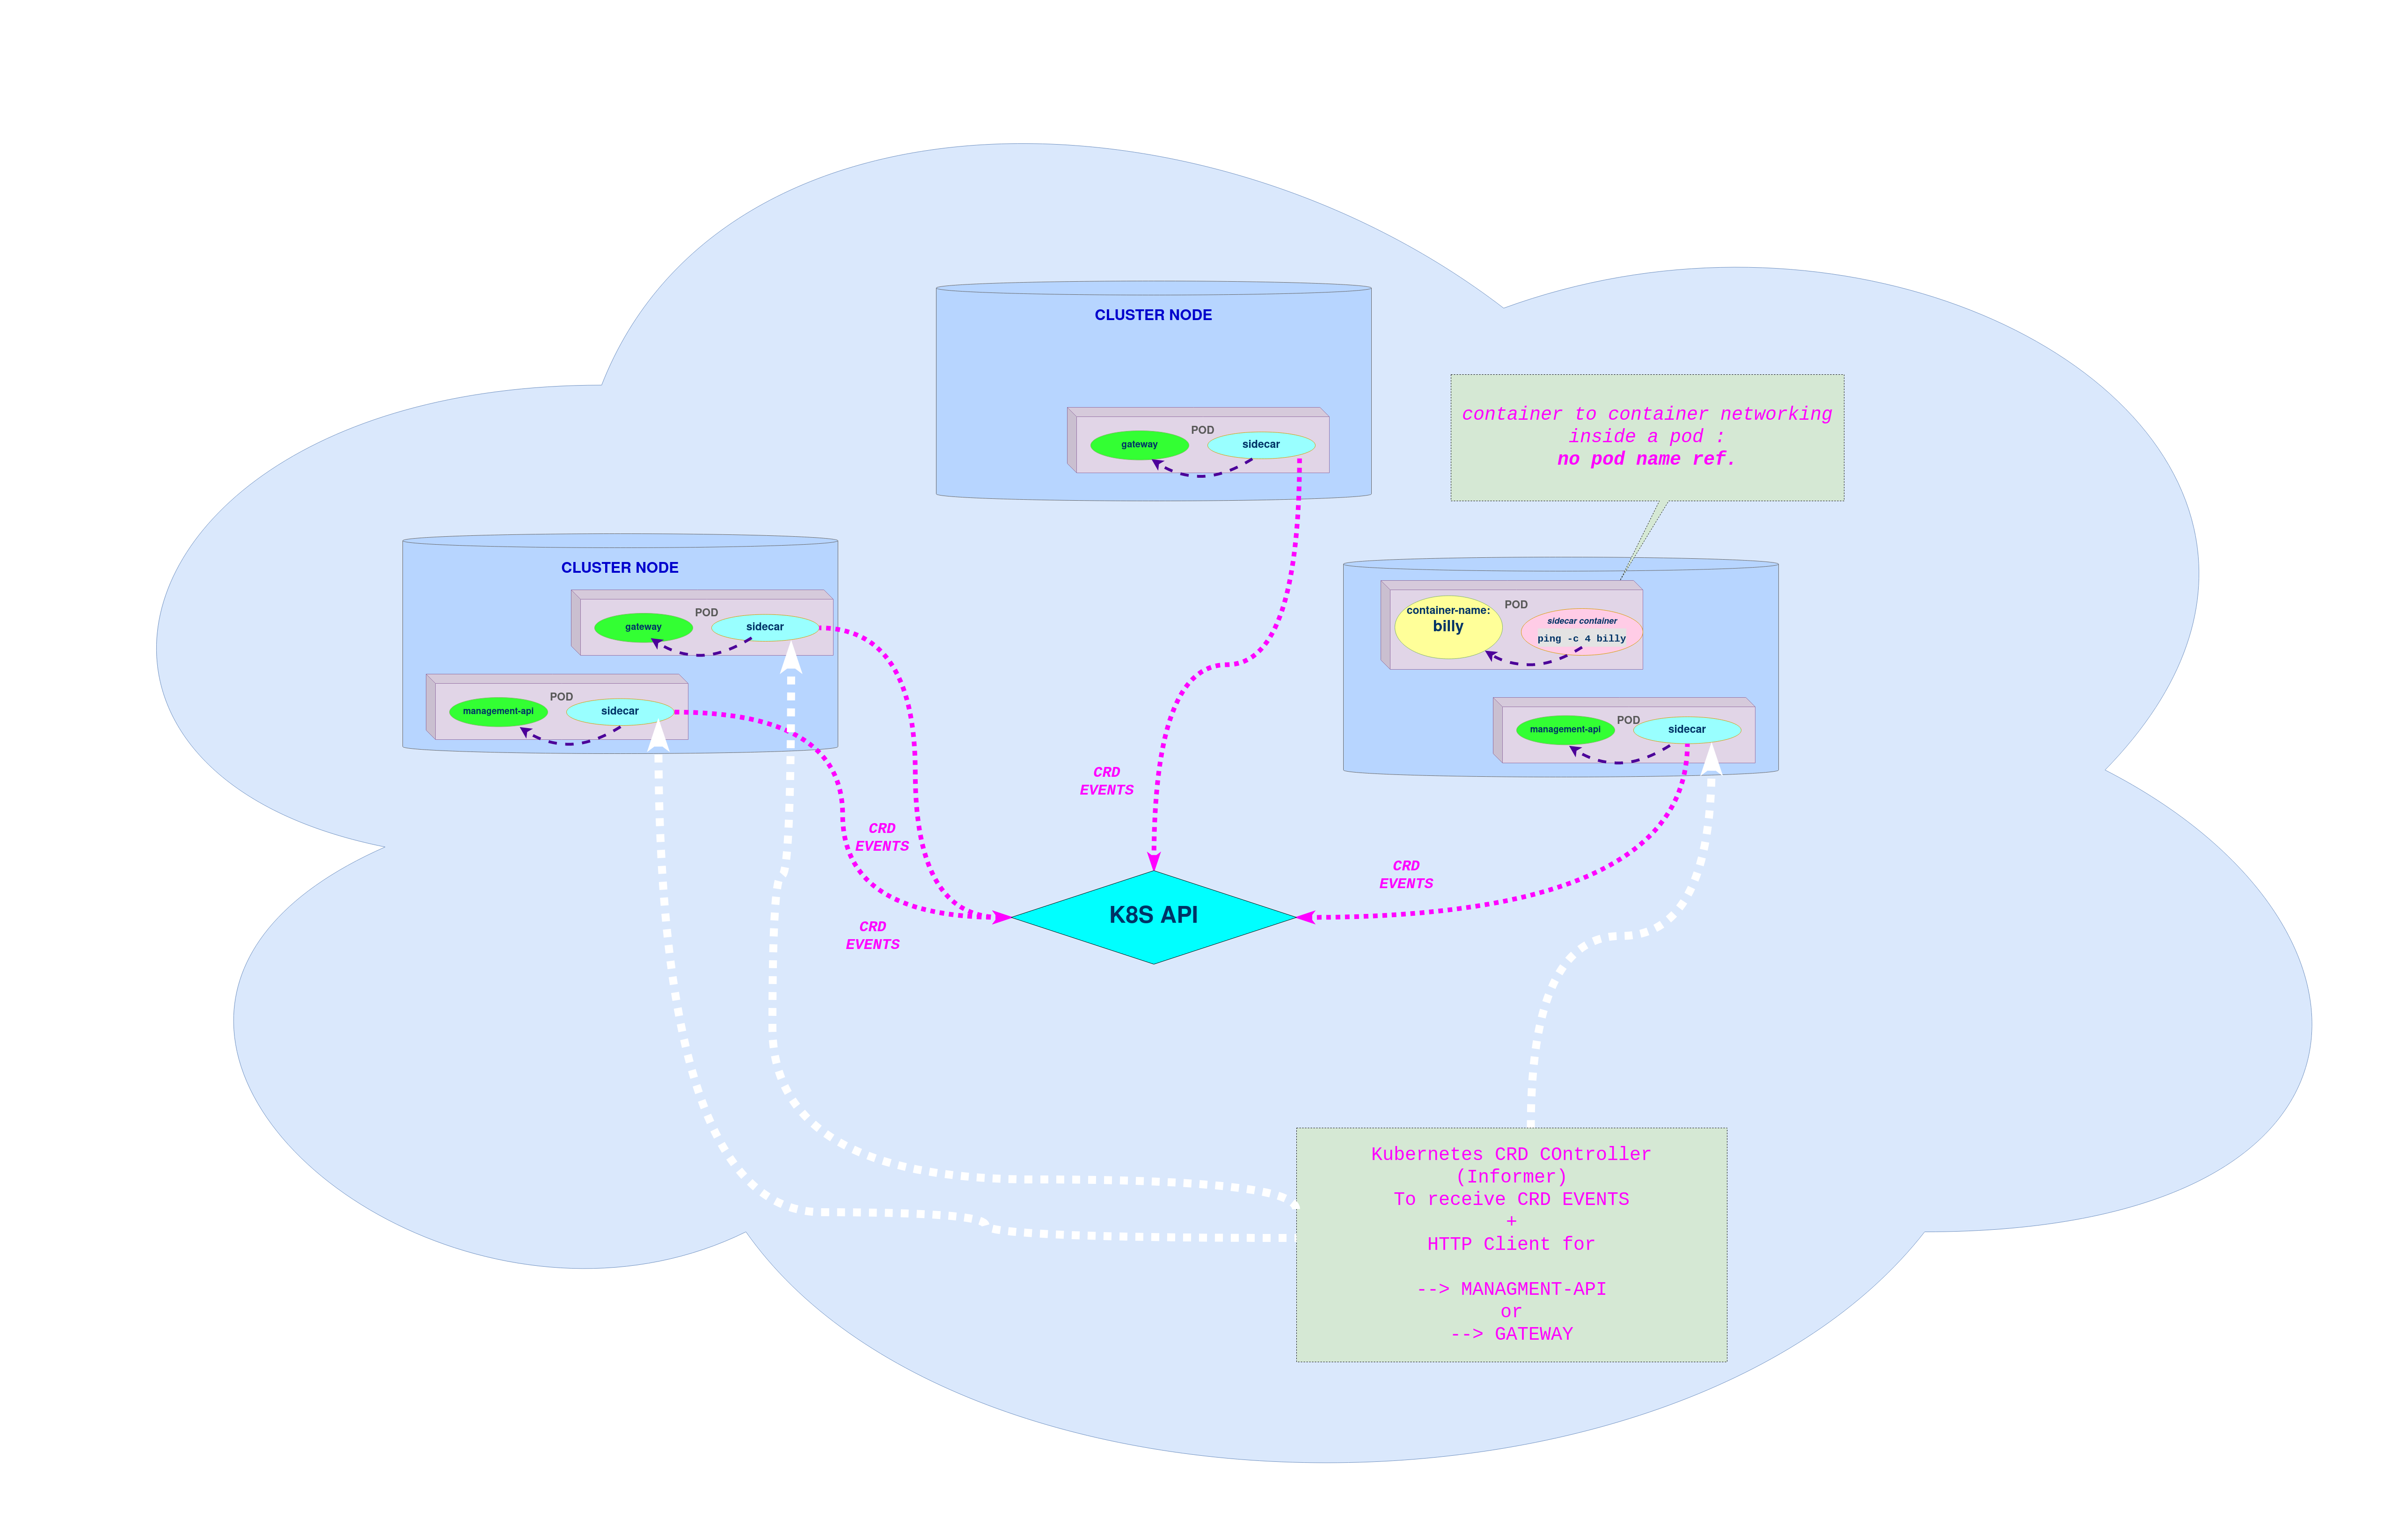 CLUSTER NODE
POD
gateway
sidecar
container to container networking
inside a pod :
no pod name ref.
CLUSTER NODE
POD
gateway
sidecar
POD
management-api
sidecar
container-name:
billy
POD
sidecar container
ping -c 4 billy
POD
management-api
sidecar
CRD
EVENTS
CRD
EVENTS
CRD
EVENTS
CRD
EVENTS
K8S API
Kubernetes CRD COntroller
(Informer)
To receive CRD EVENTS
+
HTTP Client for
--> MANAGMENT-API
or
--> GATEWAY